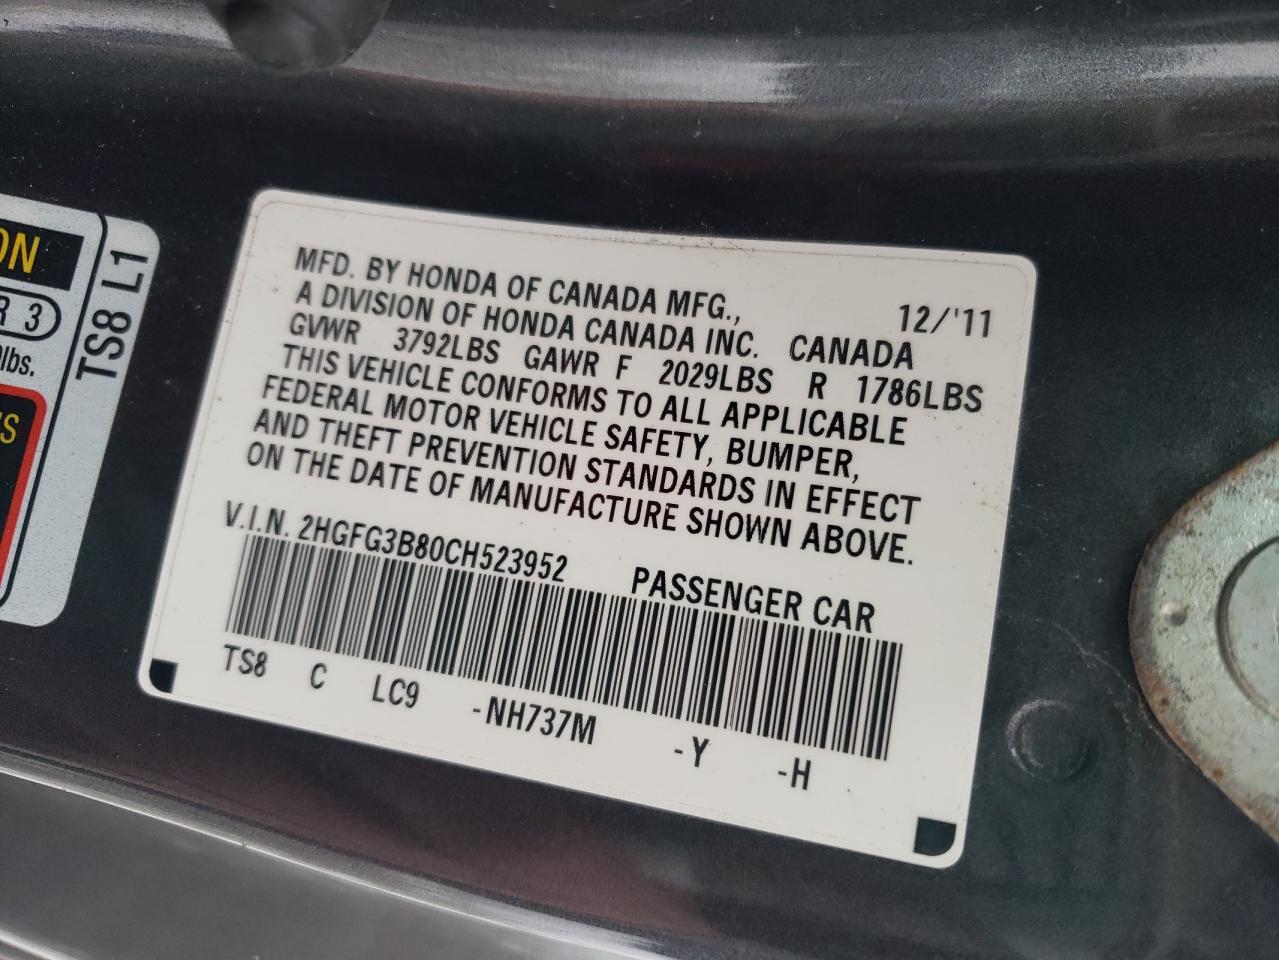 ON
R 3
lbs.
S
TS8 L1
MFD. BY HONDA OF CANADA MFG.,
A DIVISION OF HONDA CANADA INC. CANADA 12/'11
GVWR 3792LBS GAWR F 2029LBS R 1786LBS
THIS VEHICLE CONFORMS TO ALL APPLICABLE
FEDERAL MOTOR VEHICLE SAFETY, BUMPER,
AND THEFT PREVENTION STANDARDS IN EFFECT
ON THE DATE OF MANUFACTURE SHOWN ABOVE.
V.I.N. 2HGFG3B80CH523952 PASSENGER CAR
TS8 C LC9 -NH737M -Y -H